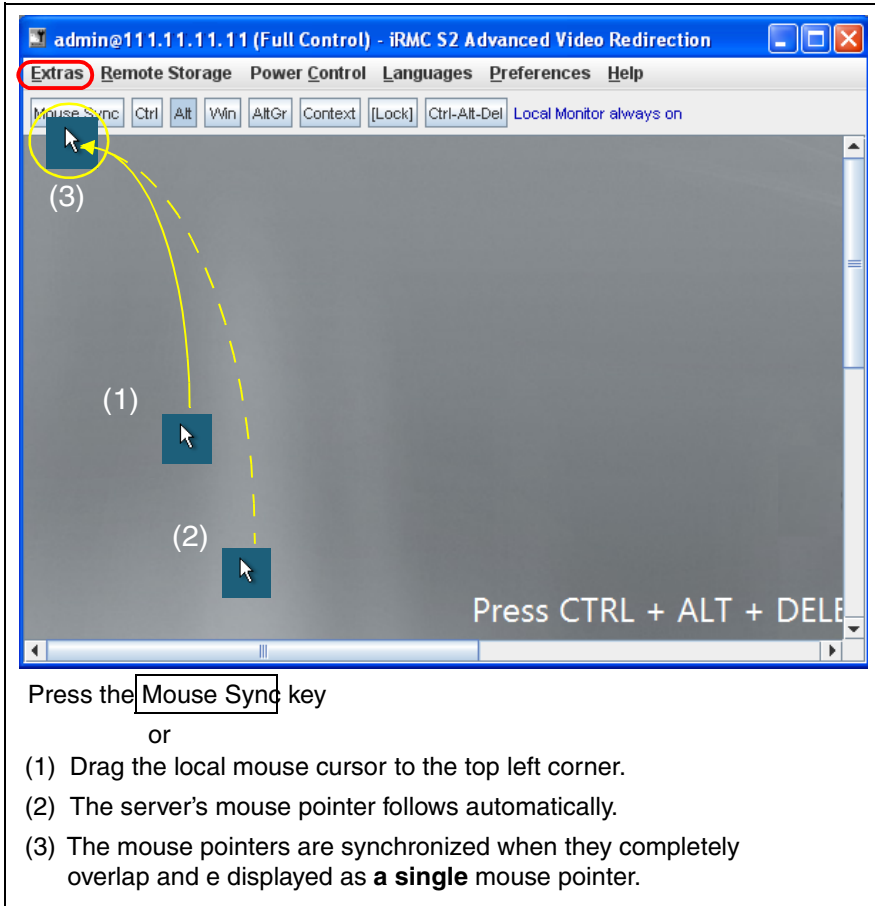 admin@111.11.11.11 (Full Control) - iRMC S2 Advanced Video Redirection
Extras Remote Storage Power Control Languages Preferences Help
Mouse Sync Ctrl Alt Win AltGr Context [Lock] Ctrl-Alt-Del Local Monitor always on
(3)
(1)
(2)
Press CTRL + ALT + DELE
Press the Mouse Sync key
or
(1) Drag the local mouse cursor to the top left corner.
(2) The server's mouse pointer follows automatically.
(3) The mouse pointers are synchronized when they completely
overlap and e displayed as a single mouse pointer.